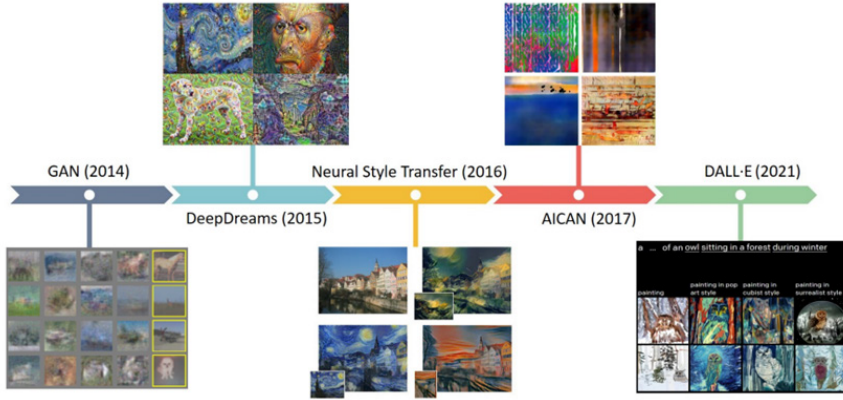 GAN (2014)
DeepDreams (2015)
Neural Style Transfer (2016)
AICAN (2017)
DALL·E (2021)
a ... of an owl sitting in a forest during winter
painting
painting in pop
art style
painting in
cubist style
painting in
surrealist style